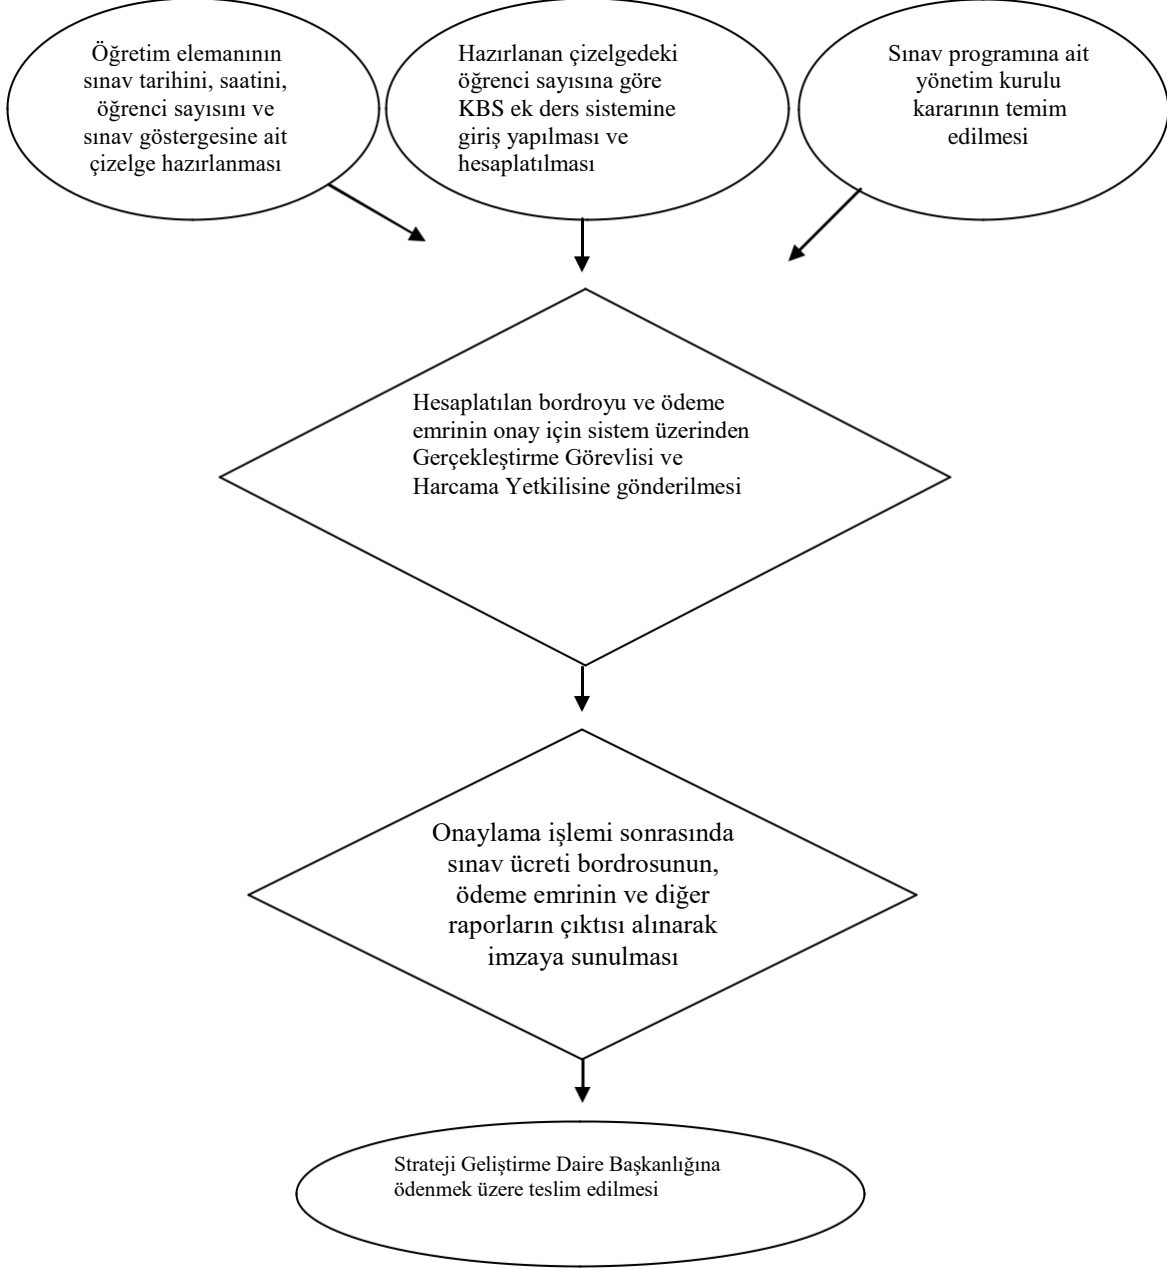 Öğretim elemanının
sınav tarihini, saatini,
öğrenci sayısını ve
sınav göstergesine ait
çizelge hazırlanması
Hazırlanan çizelgedeki
öğrenci sayısına göre
KBS ek ders sistemine
giriş yapılması ve
hesaplatılması
Sınav programına ait
yönetim kurulu
kararının temim
edilmesi
Hesaplatılan bordroyu ve ödeme
emrinin onay için sistem üzerinden
Gerçekleştirme Görevlisi ve
Harcama Yetkilisine gönderilmesi
Onaylama işlemi sonrasında
sınav ücreti bordrosunun,
ödeme emrinin ve diğer
raporların çıktısı alınarak
imzaya sunulması
Strateji Geliştirme Daire Başkanlığına
ödenmek üzere teslim edilmesi